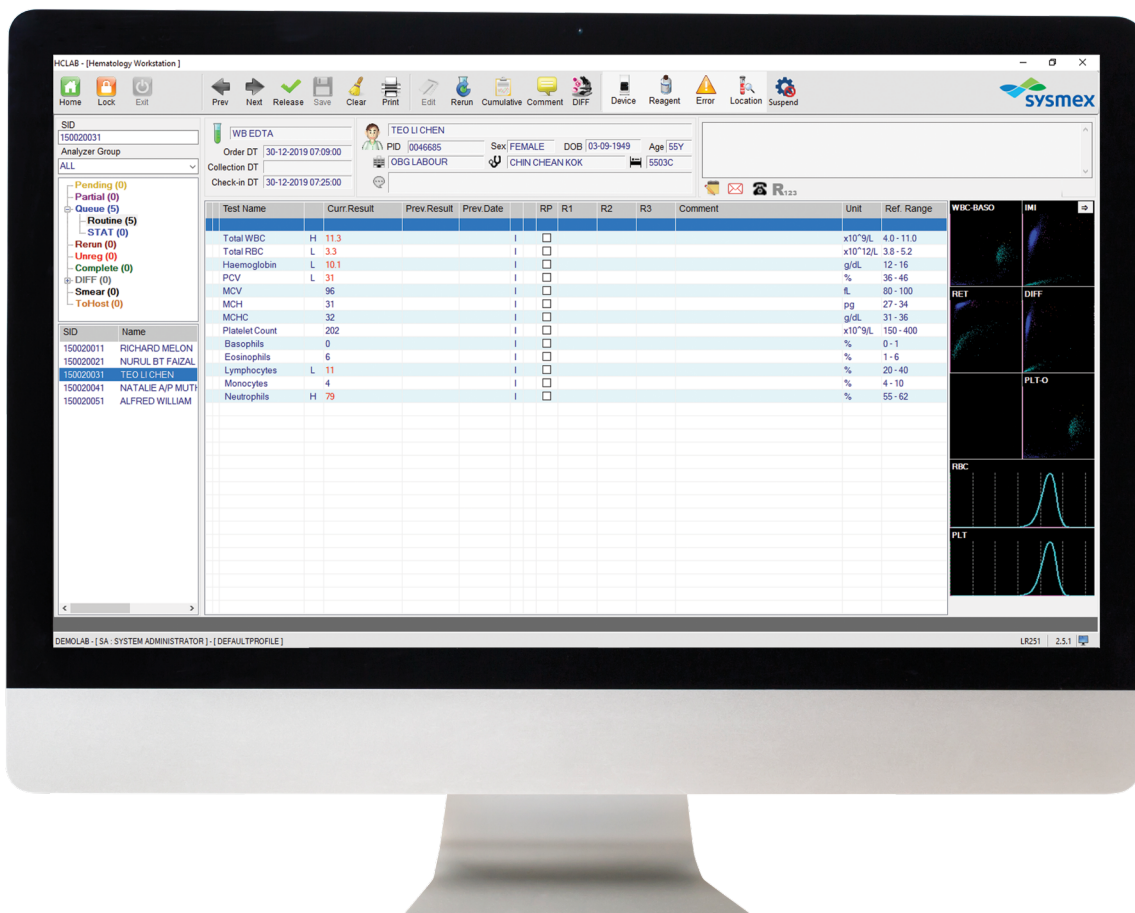 HCLAB - [Hematology Workstation ]
Home Lock Exit Prev Next Release Save Clear Print Edit Rerun Cumulative Comment DIFF Device Reagent Error Location Suspend
sysmex
SID
150020031
Analyzer Group
ALL
WB EDTA
Order DT 30-12-2019 07:09:00
Collection DT
Check-in DT 30-12-2019 07:25:00
TEO LI CHEN
PID 0046685 Sex FEMALE DOB 03-09-1949 Age 55Y
OBG LABOUR CHIN CHEAN KOK 5503C
R123
Pending (0)
Partial (0)
Queue (5)
Routine (5)
STAT (0)
Rerun (0)
Unreg (0)
Complete (0)
DIFF (0)
Smear (0)
ToHost (0)
SID Name
150020011 RICHARD MELON
150020021 NURUL BT FAIZAL
150020031 TEO LI CHEN
150020041 NATALIE A/P MUTH
150020051 ALFRED WILLIAM
Test Name Curr.Result Prev.Result Prev.Date RP R1 R2 R3 Comment Unit Ref. Range
Total WBC H 11.3 I x10^9/L 4.0 - 11.0
Total RBC L 3.3 I x10^12/L 3.8 - 5.2
Haemoglobin L 10.1 I g/dL 12 - 16
PCV L 31 I % 36 - 46
MCV 96 I fL 80 - 100
MCH 31 I pg 27 - 34
MCHC 32 I g/dL 31 - 36
Platelet Count 202 I x10^9/L 150 - 400
Basophils 0 I % 0 - 1
Eosinophils 6 I % 1 - 6
Lymphocytes L 11 I % 20 - 40
Monocytes 4 I % 4 - 10
Neutrophils H 79 I % 55 - 62
WBC-BASO IMI
RET DIFF
PLT-O
RBC
PLT
DEMOLAB - [ SA : SYSTEM ADMINISTRATOR ] - [ DEFAULTPROFILE ] LR251 2.5.1